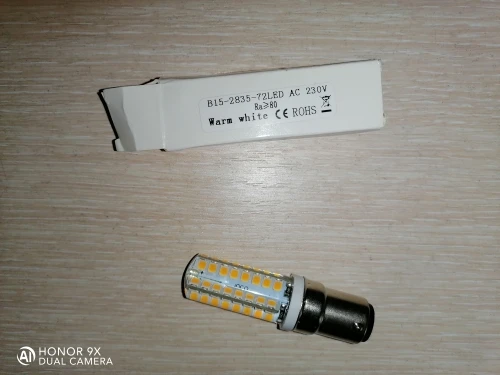 B15-2835-72LED AC 230V
Ra≥80
Warm white CE ROHS
HONOR 9X
DUAL CAMERA